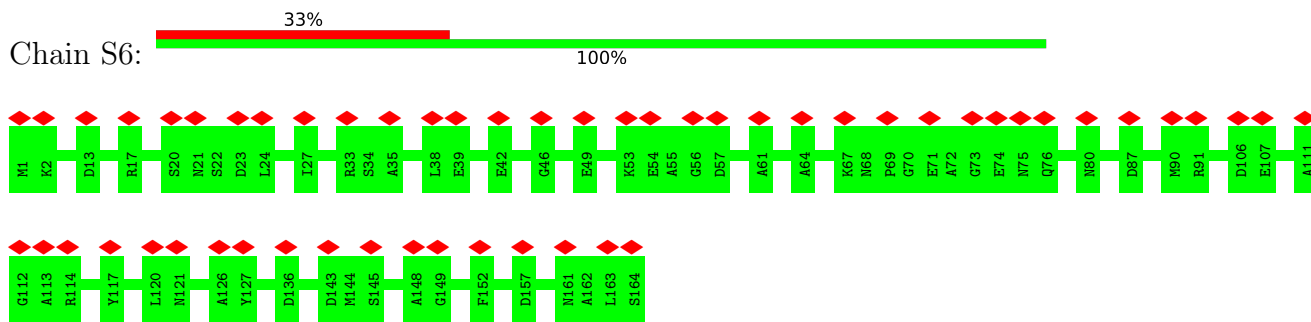 33%
Chain S6:
100%
M1 K2 D13 R17 S20 N21 S22 D23 L24 I27 R33 S34 A35 L38 E39 E42 G46 E49 K53 E54 A55 G56 D57 A61 A64 K67 N68 P69 G70 E71 A72 G73 E74 N75 Q76 N80 D87 M90 R91 D106 E107 A111
G112 A113 R114 Y117 L120 N121 A126 Y127 D136 D143 M144 S145 A148 G149 F152 D157 N161 A162 L163 S164